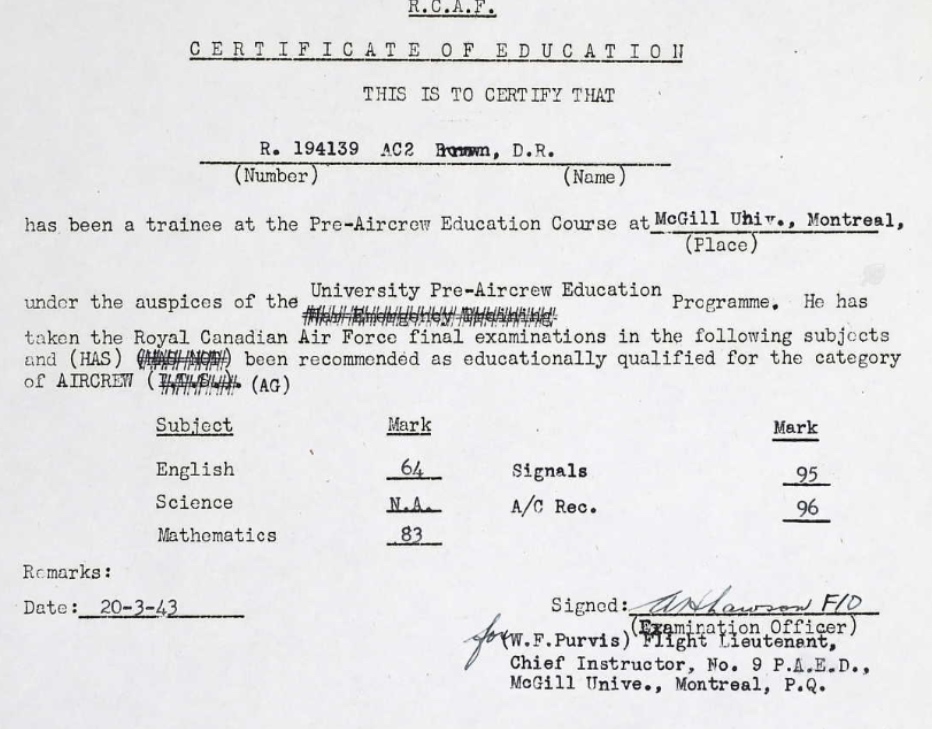 R.C.A.F.
CERTIFICATE OF EDUCATION
THIS IS TO CERTIFY THAT
R. 194139 AC2 Brown, D.R.
(Number) (Name)
has been a trainee at the Pre-Aircrew Education Course at McGill Univ., Montreal,
(Place)
under the auspices of the University Pre-Aircrew Education Programme. He has
taken the Royal Canadian Air Force final examinations in the following subjects
and (HAS) been recommended as educationally qualified for the category
of AIRCREW (AG)
Subject Mark Mark
English 64 Signals 95
Science N.A. A/C Rec. 96
Mathematics 83
Remarks:
Date: 20-3-43 Signed: F/O
(Examination Officer)
for (W.F.Purvis) Flight Lieutenant,
Chief Instructor, No. 9 P.A.E.D.,
McGill Unive., Montreal, P.Q.